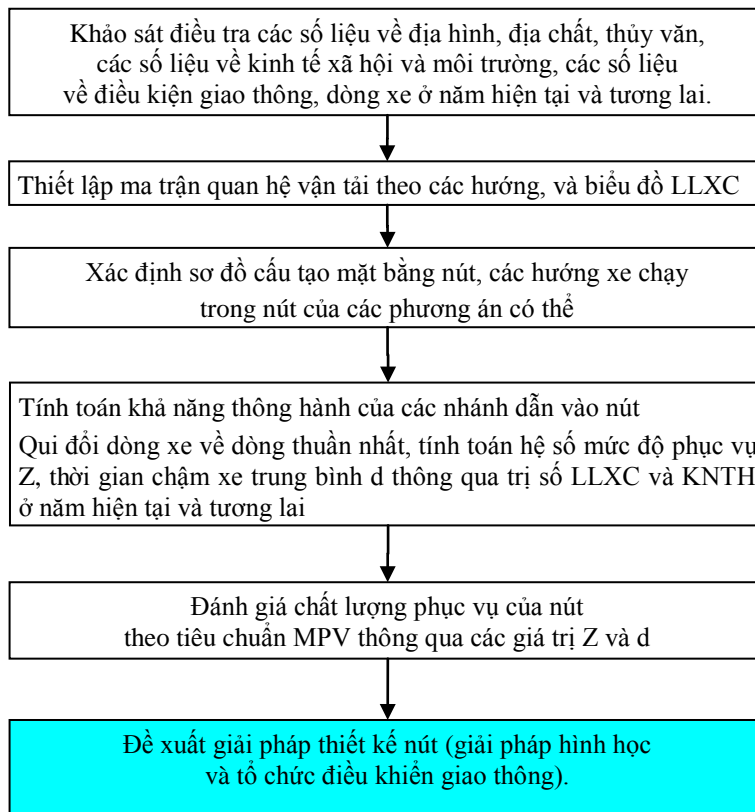 Khảo sát điều tra các số liệu về địa hình, địa chất, thủy văn,
các số liệu về kinh tế xã hội và môi trường, các số liệu
về điều kiện giao thông, dòng xe ở năm hiện tại và tương lai.
Thiết lập ma trận quan hệ vận tải theo các hướng, và biểu đồ LLXC
Xác định sơ đồ cấu tạo mặt bằng nút, các hướng xe chạy
trong nút của các phương án có thể
Tính toán khả năng thông hành của các nhánh dẫn vào nút
Qui đổi dòng xe về dòng thuần nhất, tính toán hệ số mức độ phục vụ
Z, thời gian chậm xe trung bình d thông qua trị số LLXC và KNTH
ở năm hiện tại và tương lai
Đánh giá chất lượng phục vụ của nút
theo tiêu chuẩn MPV thông qua các giá trị Z và d
Đề xuất giải pháp thiết kế nút (giải pháp hình học
và tổ chức điều khiển giao thông).